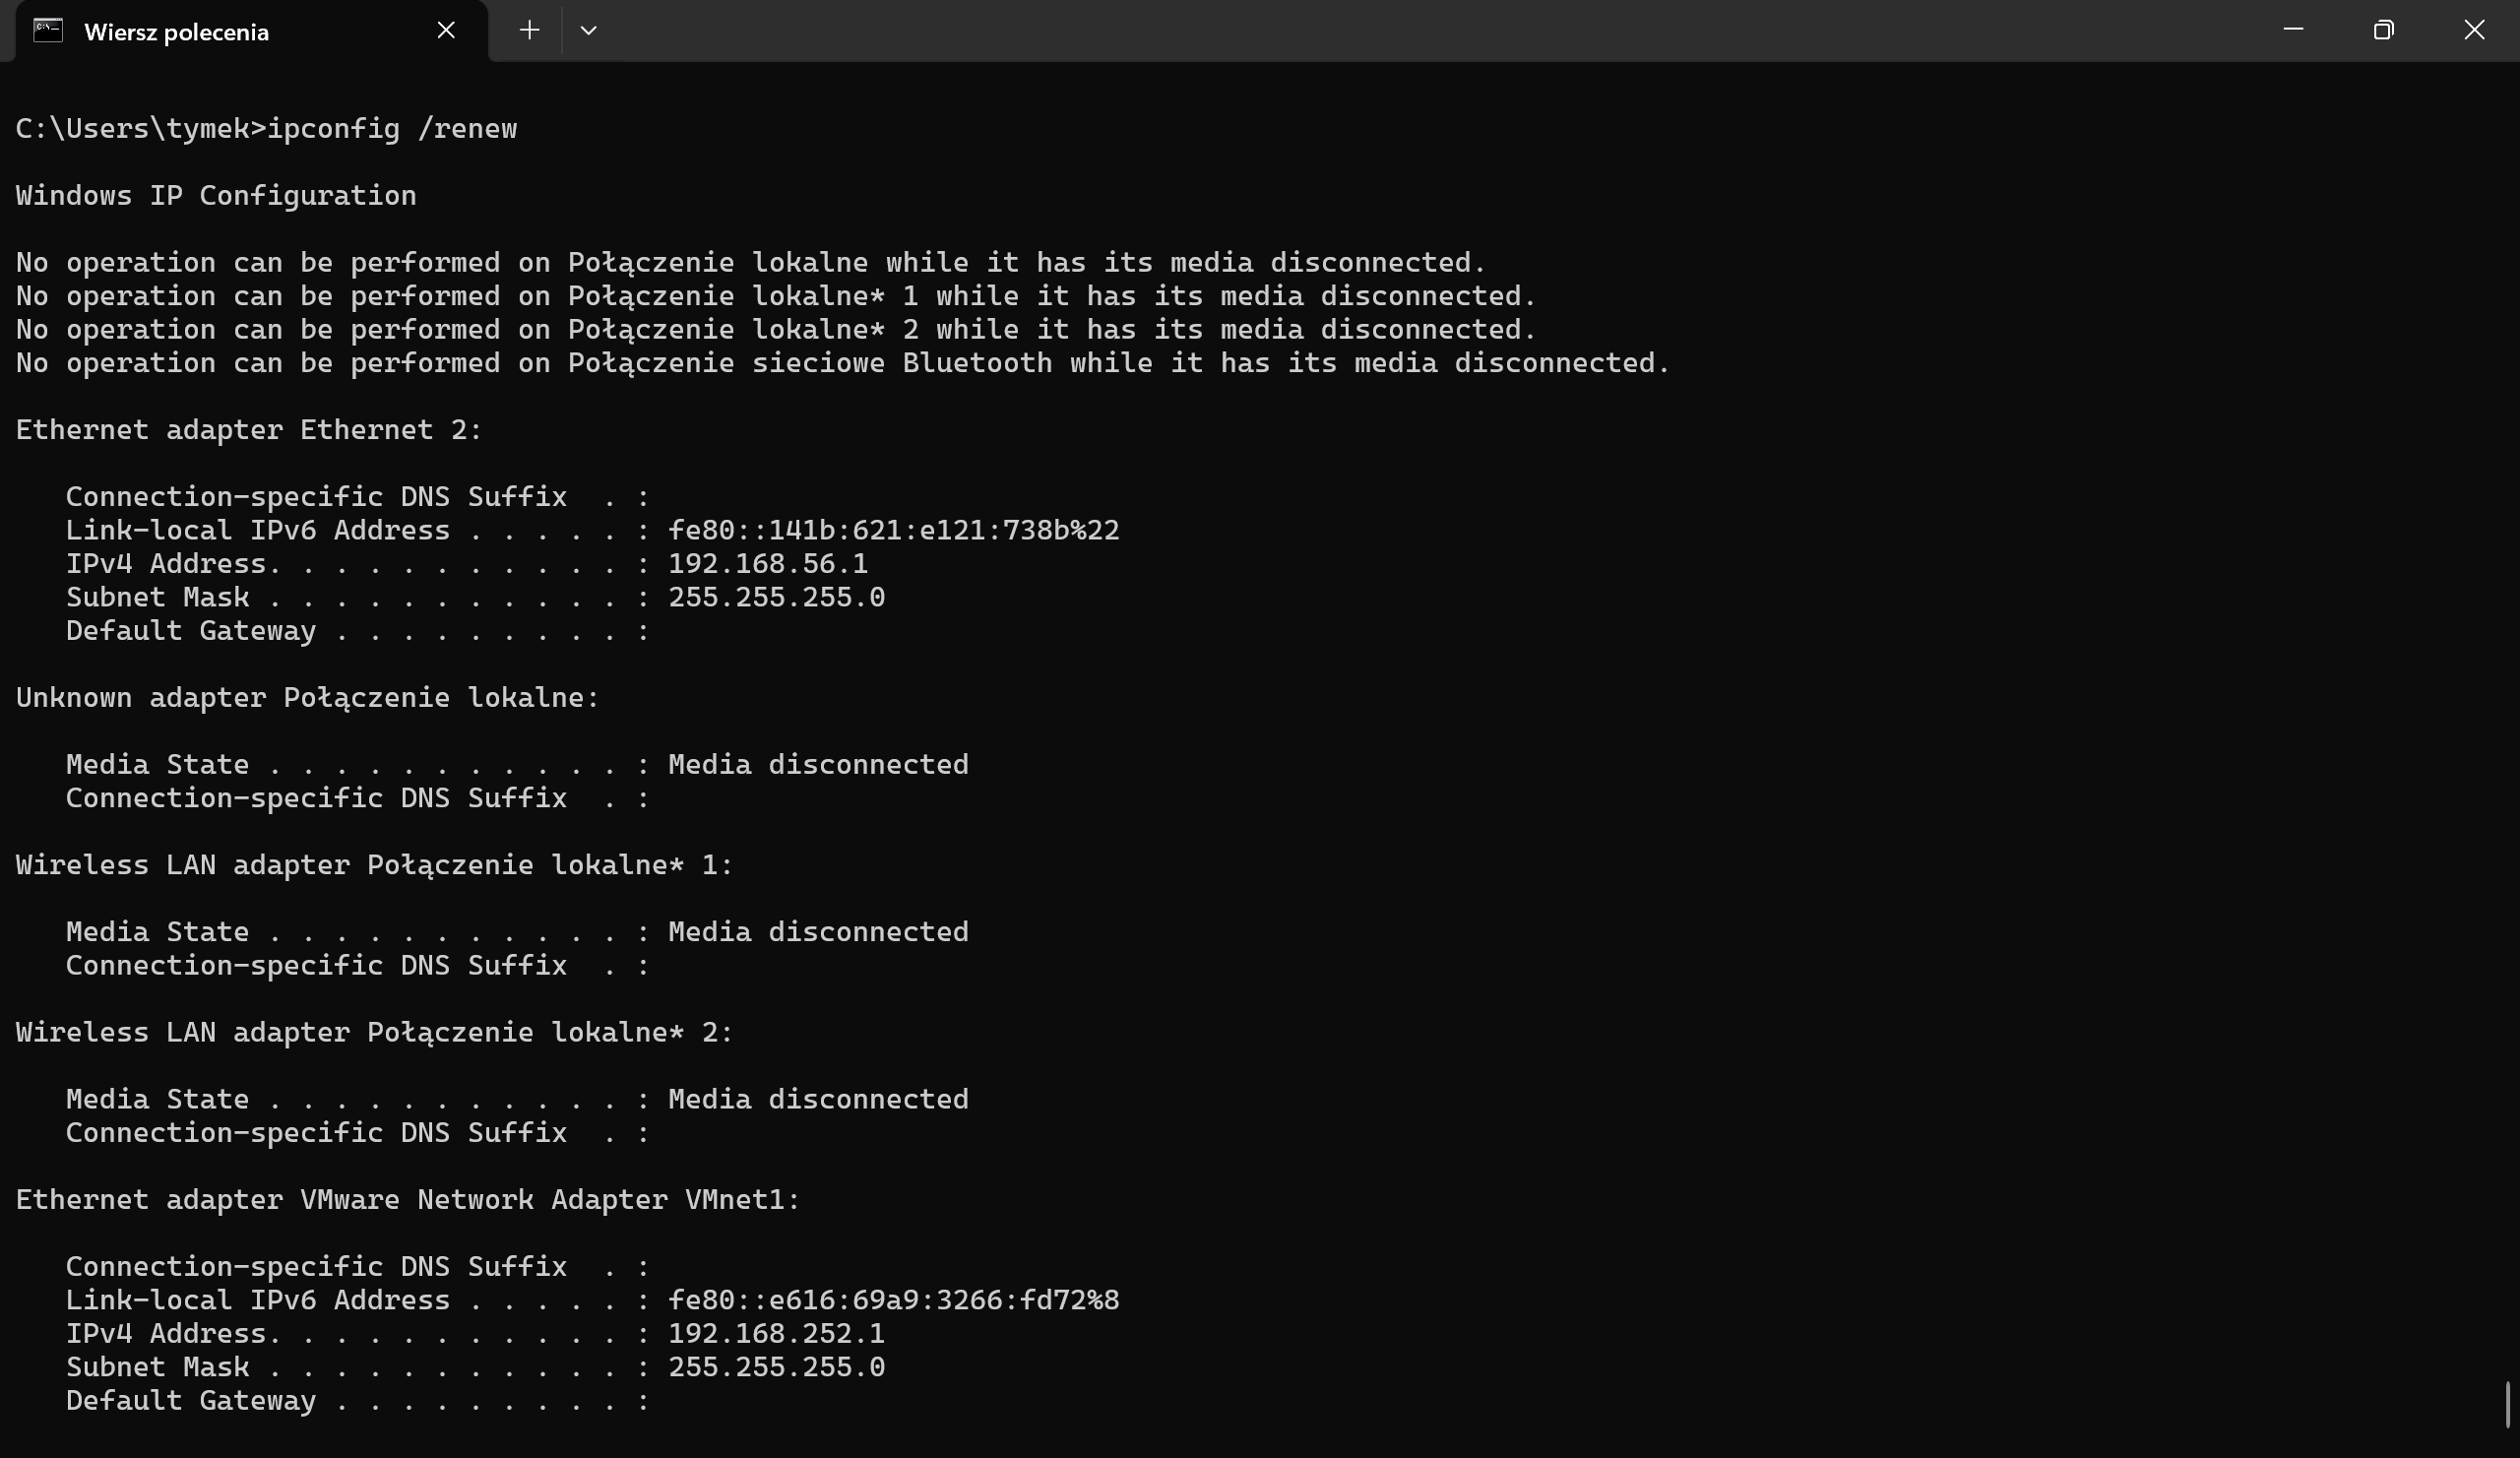 Wiersz polecenia
C:\Users\tymek>ipconfig /renew
Windows IP Configuration
No operation can be performed on Połączenie lokalne while it has its media disconnected.
No operation can be performed on Połączenie lokalne* 1 while it has its media disconnected.
No operation can be performed on Połączenie lokalne* 2 while it has its media disconnected.
No operation can be performed on Połączenie sieciowe Bluetooth while it has its media disconnected.
Ethernet adapter Ethernet 2:
   Connection-specific DNS Suffix  . :
   Link-local IPv6 Address . . . . . : fe80::141b:621:e121:738b%22
   IPv4 Address. . . . . . . . . . . : 192.168.56.1
   Subnet Mask . . . . . . . . . . . : 255.255.255.0
   Default Gateway . . . . . . . . . :
Unknown adapter Połączenie lokalne:
   Media State . . . . . . . . . . . : Media disconnected
   Connection-specific DNS Suffix  . :
Wireless LAN adapter Połączenie lokalne* 1:
   Media State . . . . . . . . . . . : Media disconnected
   Connection-specific DNS Suffix  . :
Wireless LAN adapter Połączenie lokalne* 2:
   Media State . . . . . . . . . . . : Media disconnected
   Connection-specific DNS Suffix  . :
Ethernet adapter VMware Network Adapter VMnet1:
   Connection-specific DNS Suffix  . :
   Link-local IPv6 Address . . . . . : fe80::e616:69a9:3266:fd72%8
   IPv4 Address. . . . . . . . . . . : 192.168.252.1
   Subnet Mask . . . . . . . . . . . : 255.255.255.0
   Default Gateway . . . . . . . . . :